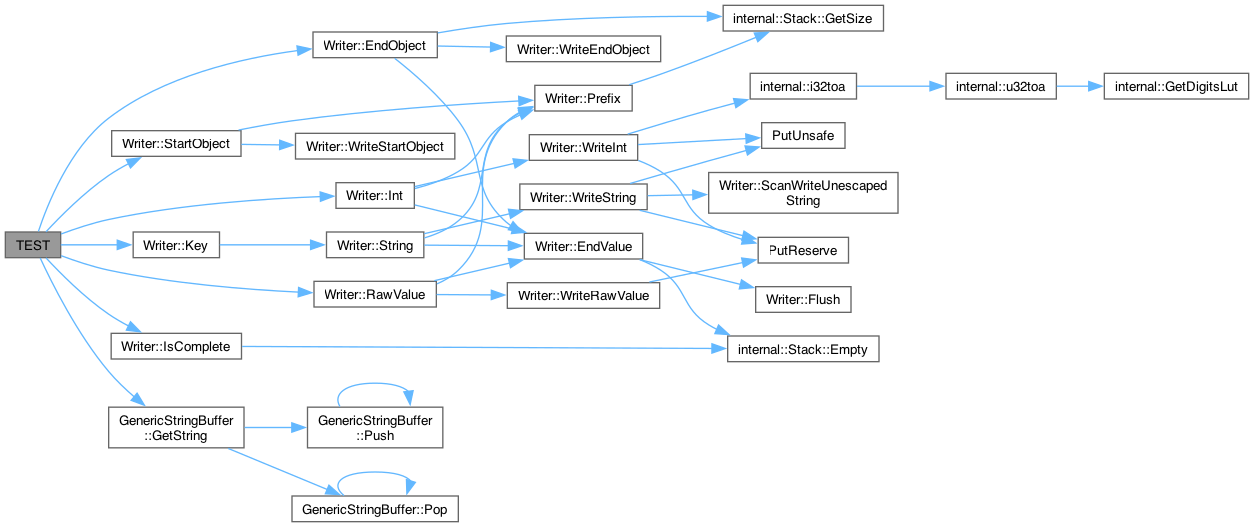 internal::Stack::GetSize
Writer::EndObject
Writer::WriteEndObject
internal::i32toa
internal::u32toa
internal::GetDigitsLut
Writer::Prefix
PutUnsafe
Writer::StartObject
Writer::WriteStartObject
Writer::WriteInt
Writer::ScanWriteUnescaped
String
Writer::Int
Writer::WriteString
TEST
Writer::Key
Writer::String
Writer::EndValue
PutReserve
Writer::RawValue
Writer::WriteRawValue
Writer::Flush
Writer::IsComplete
internal::Stack::Empty
GenericStringBuffer
::GetString
GenericStringBuffer
::Push
GenericStringBuffer::Pop